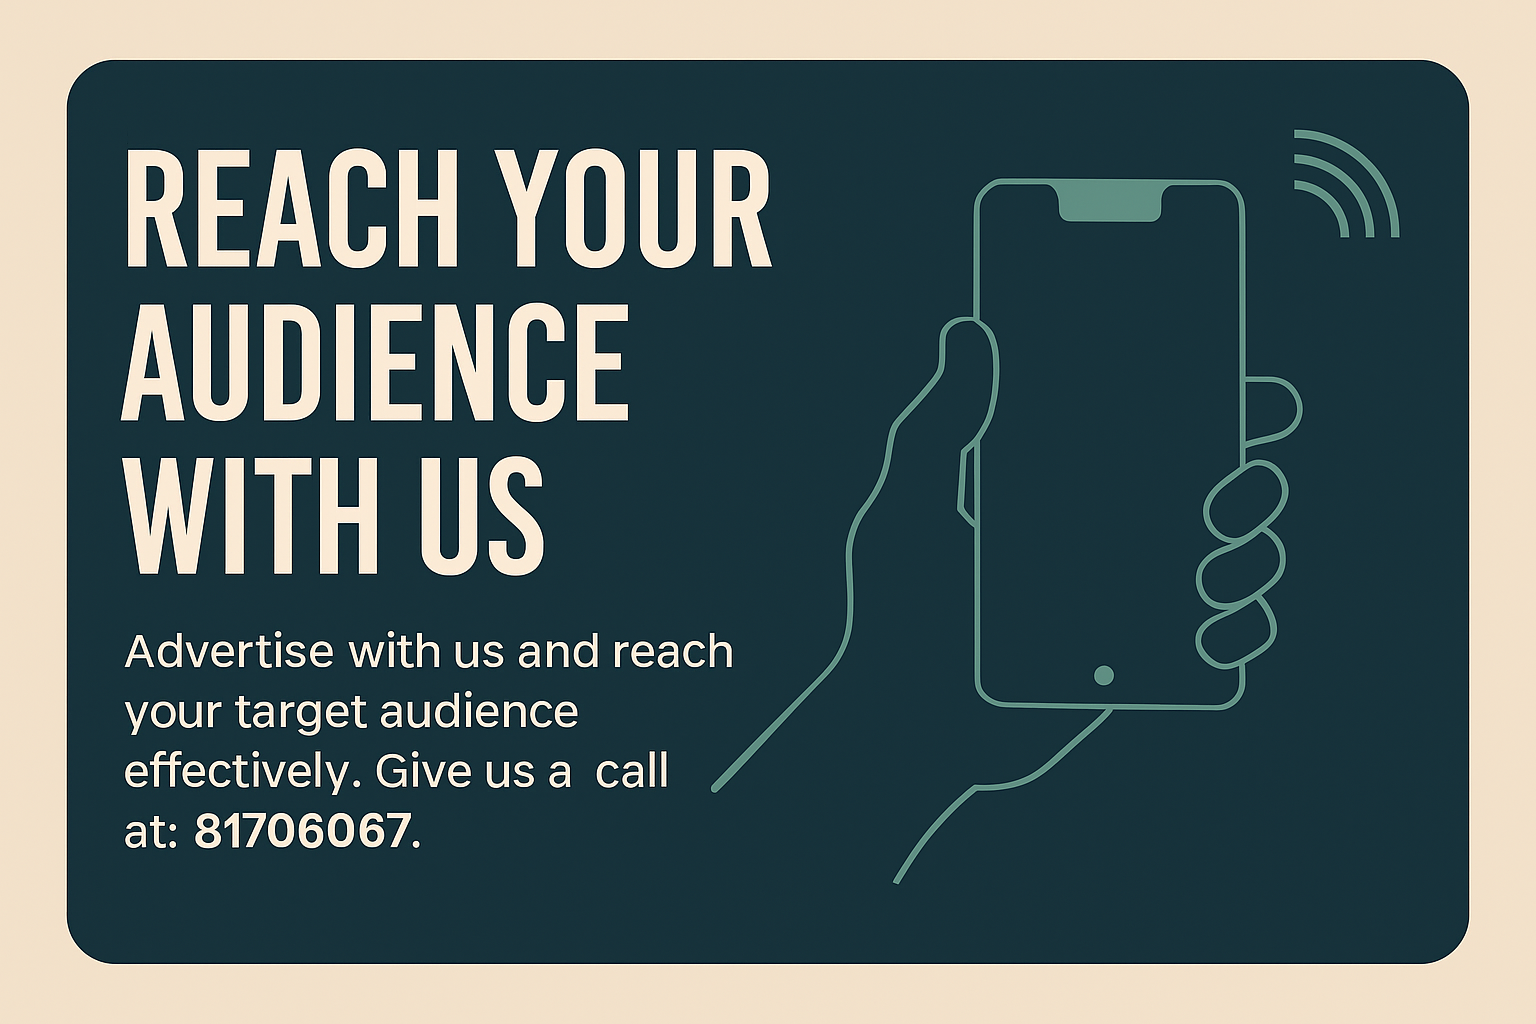 REACH YOUR
AUDIENCE
WITH US
Advertise with us and reach
your target audience
effectively. Give us a call
at: 81706067.